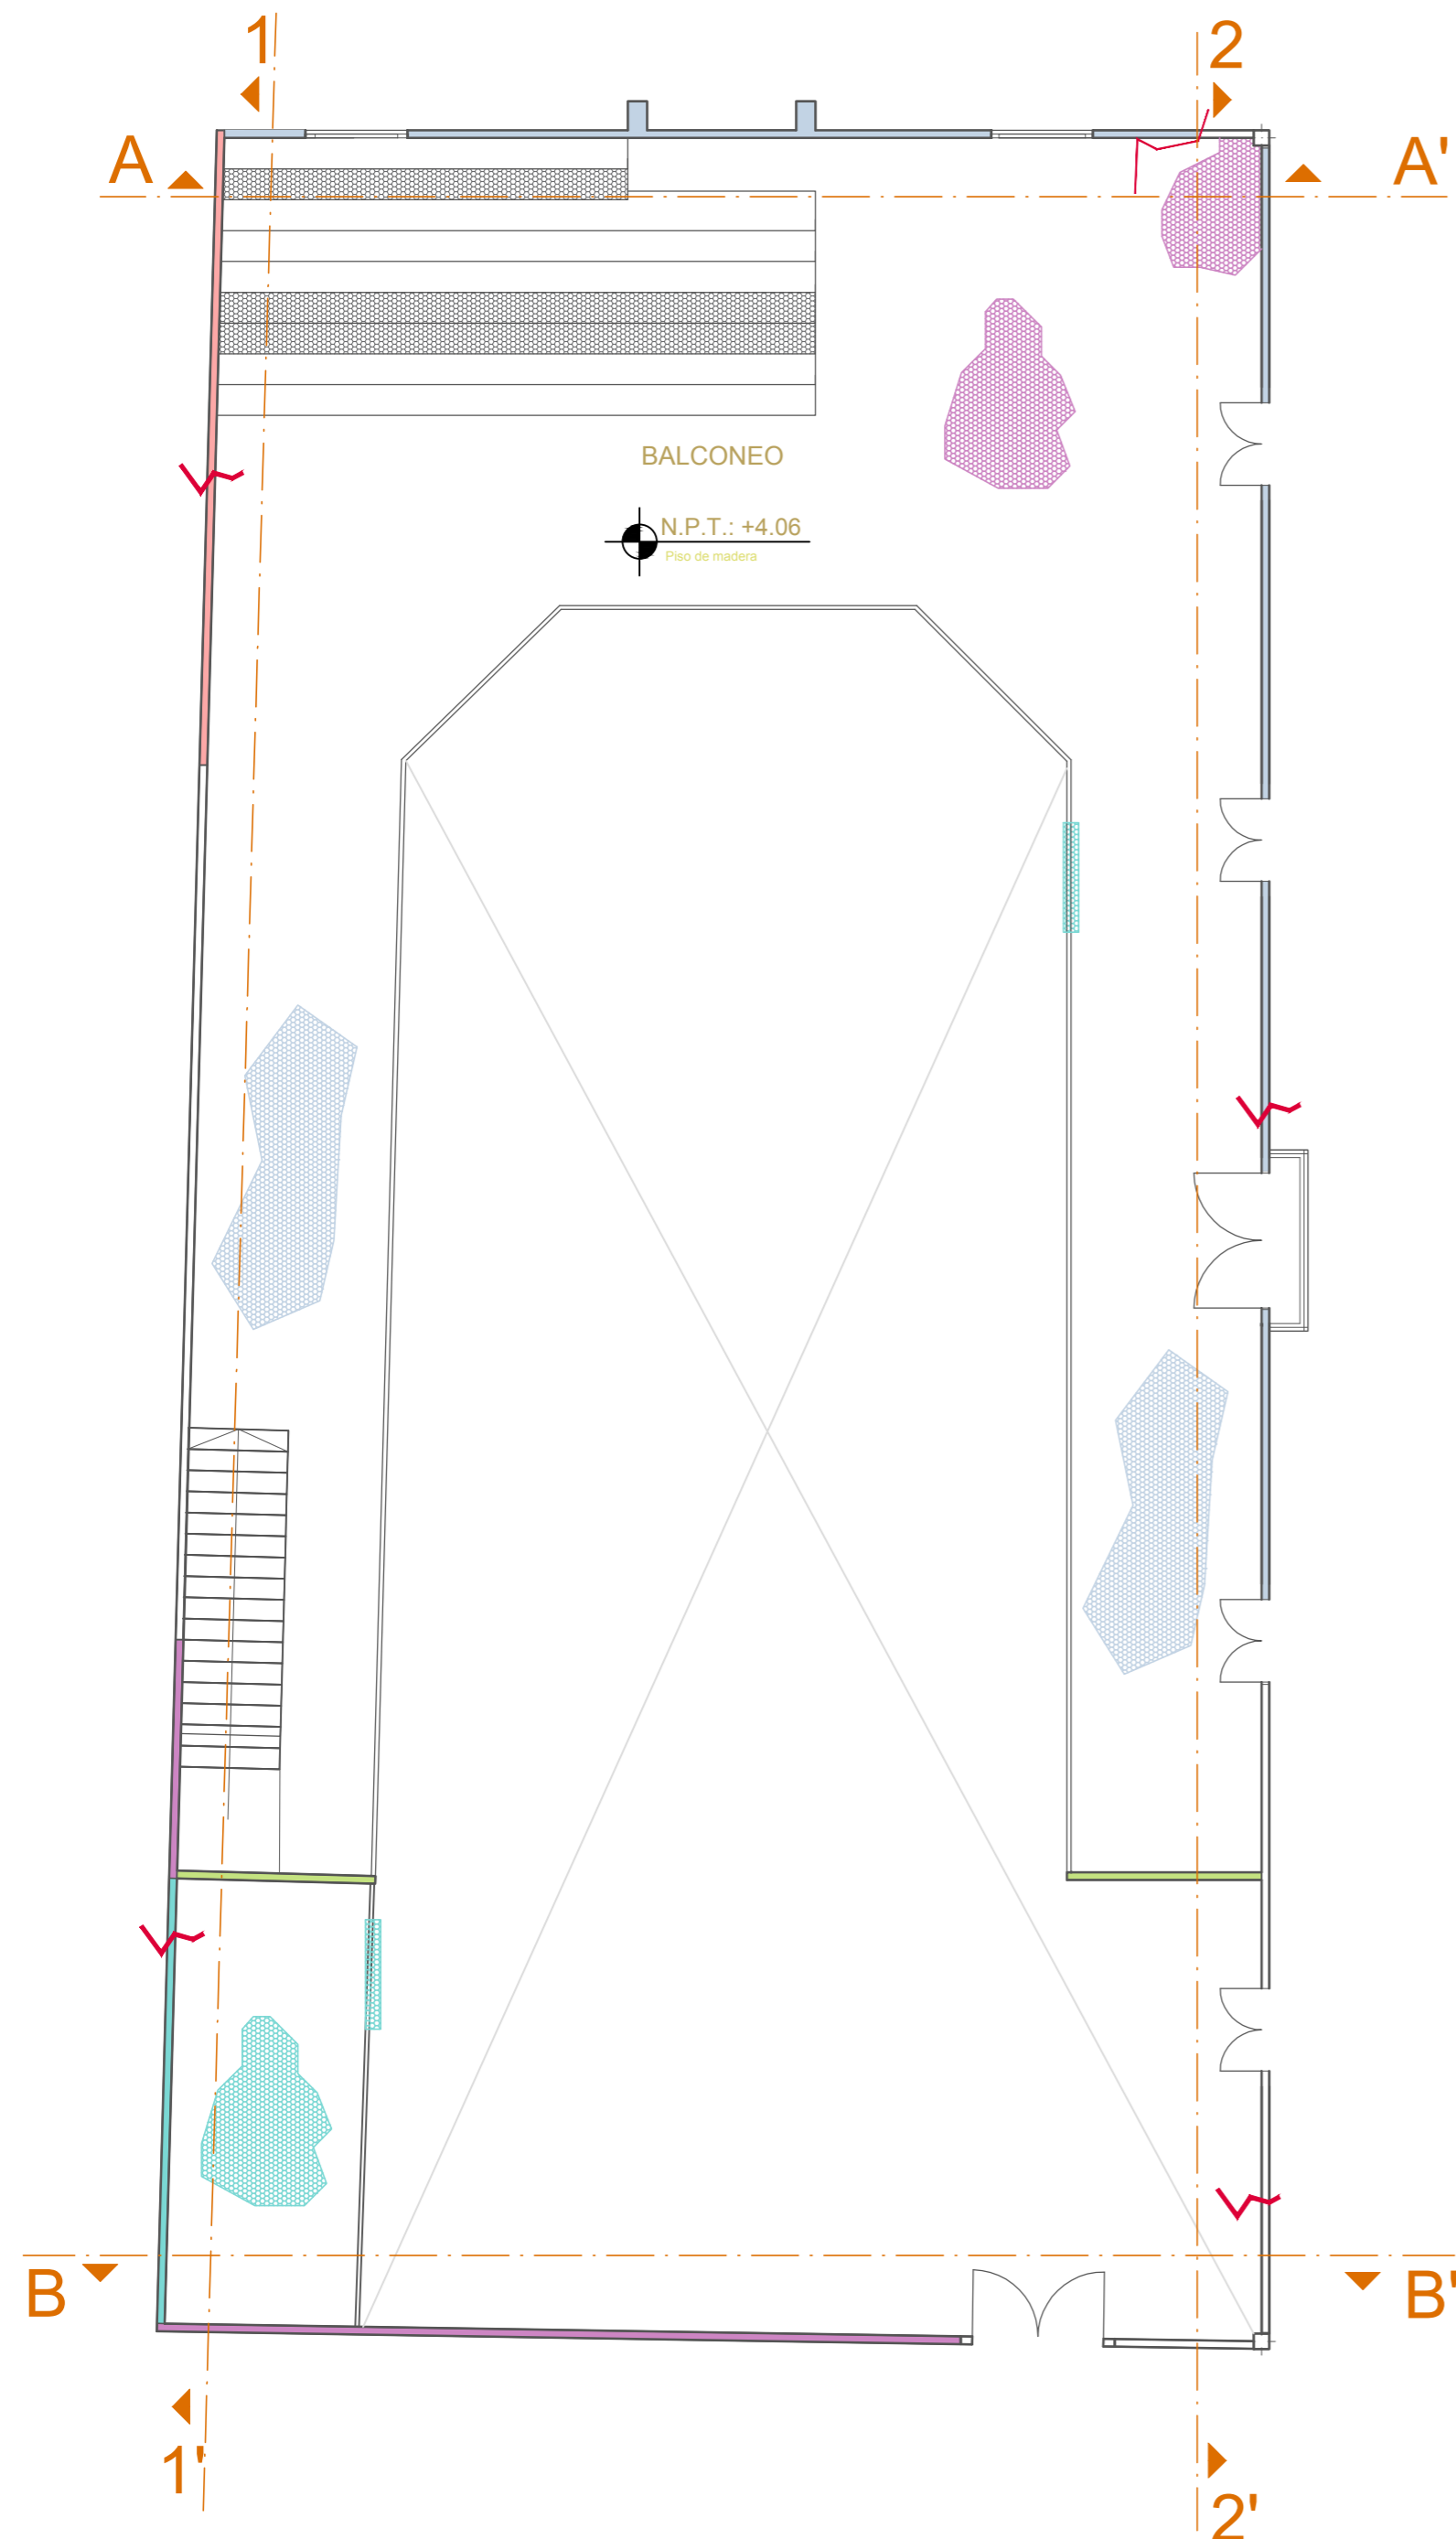 1
2
A
A'
BALCONEO
N.P.T.: +4.06
Piso de madera
B
B'
1'
2'